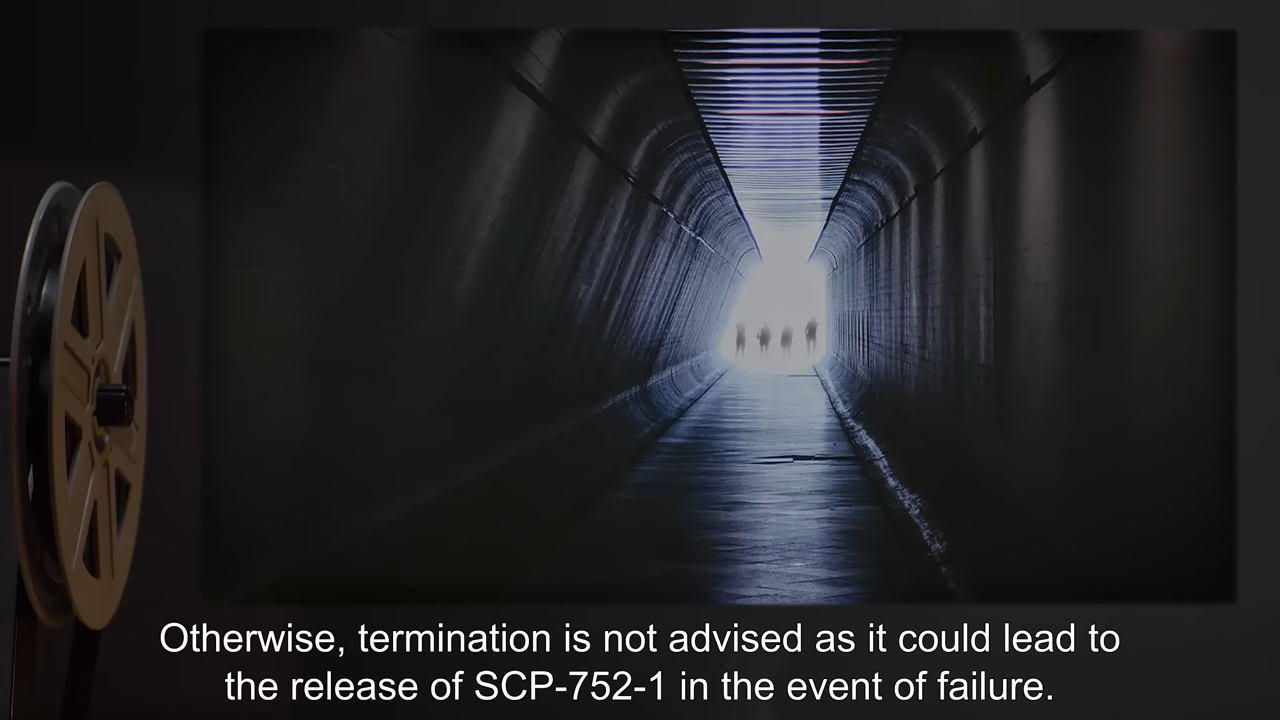 Otherwise, termination is not advised as it could lead to
the release of SCP-752-1 in the event of failure.